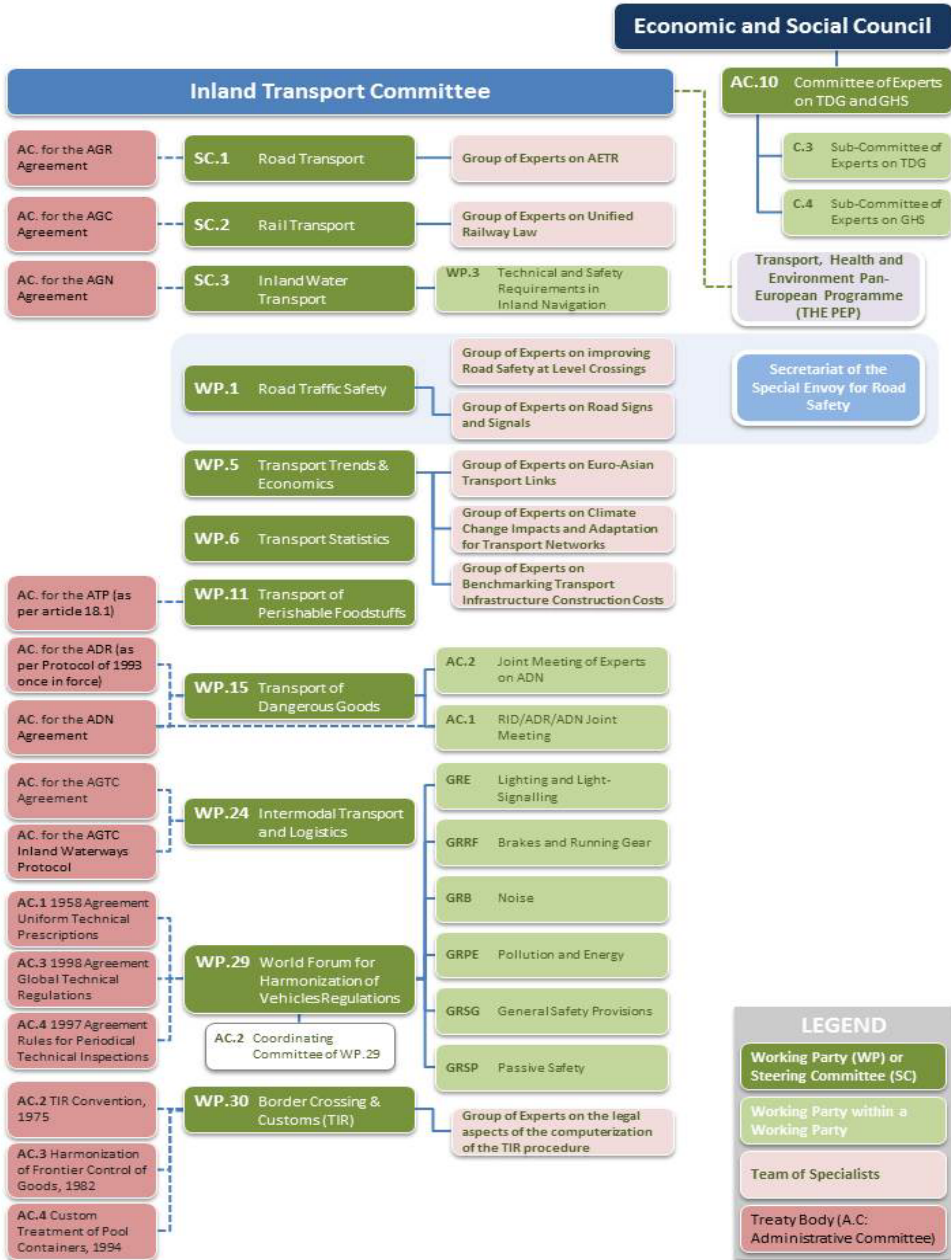 Economic and Social Council
Inland Transport Committee
AC.10 Committee of Experts
on TDG and GHS
C.3 Sub-Committee of
Experts on TDG
C.4 Sub-Committee of
Experts on GHS
Transport, Health and
Environment Pan-
European Programme
(THE PEP)
AC. for the AGR
Agreement
SC.1 Road Transport
Group of Experts on AETR
AC. for the AGC
Agreement
SC.2 Rail Transport
Group of Experts on Unified
Railway Law
AC. for the AGN
Agreement
SC.3 Inland Water
Transport
WP.3 Technical and Safety
Requirements in
Inland Navigation
WP.1 Road Traffic Safety
Group of Experts on improving
Road Safety at Level Crossings
Group of Experts on Road Signs
and Signals
Secretariat of the
Special Envoy for Road
Safety
WP.5 Transport Trends &
Economics
Group of Experts on Euro-Asian
Transport Links
Group of Experts on Climate
Change Impacts and Adaptation
for Transport Networks
Group of Experts on
Benchmarking Transport
Infrastructure Construction Costs
WP.6 Transport Statistics
AC. for the ATP (as
per article 18.1)
WP.11 Transport of
Perishable Foodstuffs
AC. for the ADR (as
per Protocol of 1993
once in force)
AC. for the ADN
Agreement
WP.15 Transport of
Dangerous Goods
AC.2 Joint Meeting of Experts
on ADN
AC.1 RID/ADR/ADN Joint
Meeting
AC. for the AGTC
Agreement
AC. for the AGTC
Inland Waterways
Protocol
WP.24 Intermodal Transport
and Logistics
AC.1 1958 Agreement
Uniform Technical
Prescriptions
AC.3 1998 Agreement
Global Technical
Regulations
AC.4 1997 Agreement
Rules for Periodical
Technical Inspections
WP.29 World Forum for
Harmonization of
Vehicles Regulations
AC.2 Coordinating
Committee of WP.29
GRE Lighting and Light-
Signalling
GRRF Brakes and Running Gear
GRB Noise
GRPE Pollution and Energy
GRSG General Safety Provisions
GRSP Passive Safety
AC.2 TIR Convention,
1975
AC.3 Harmonization
of Frontier Control of
Goods, 1982
AC.4 Custom
Treatment of Pool
Containers, 1994
WP.30 Border Crossing &
Customs (TIR)
Group of Experts on the legal
aspects of the computerization
of the TIR procedure
LEGEND
Working Party (WP) or
Steering Committee (SC)
Working Party within a
Working Party
Team of Specialists
Treaty Body (A.C:
Administrative Committee)